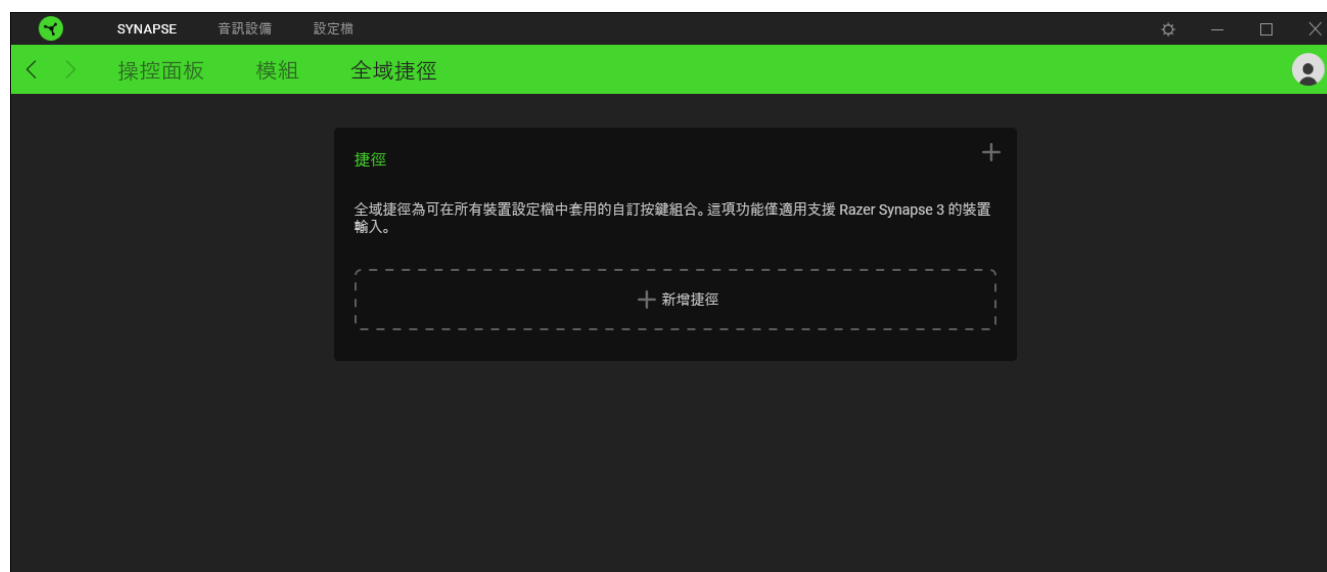 SYNAPSE 音訊設備 設定檔
操控面板 模組 全域捷徑
捷徑
全域捷徑為可在所有裝置設定檔中套用的自訂按鍵組合。這項功能僅適用支援 Razer Synapse 3 的裝置
輸入。
新增捷徑